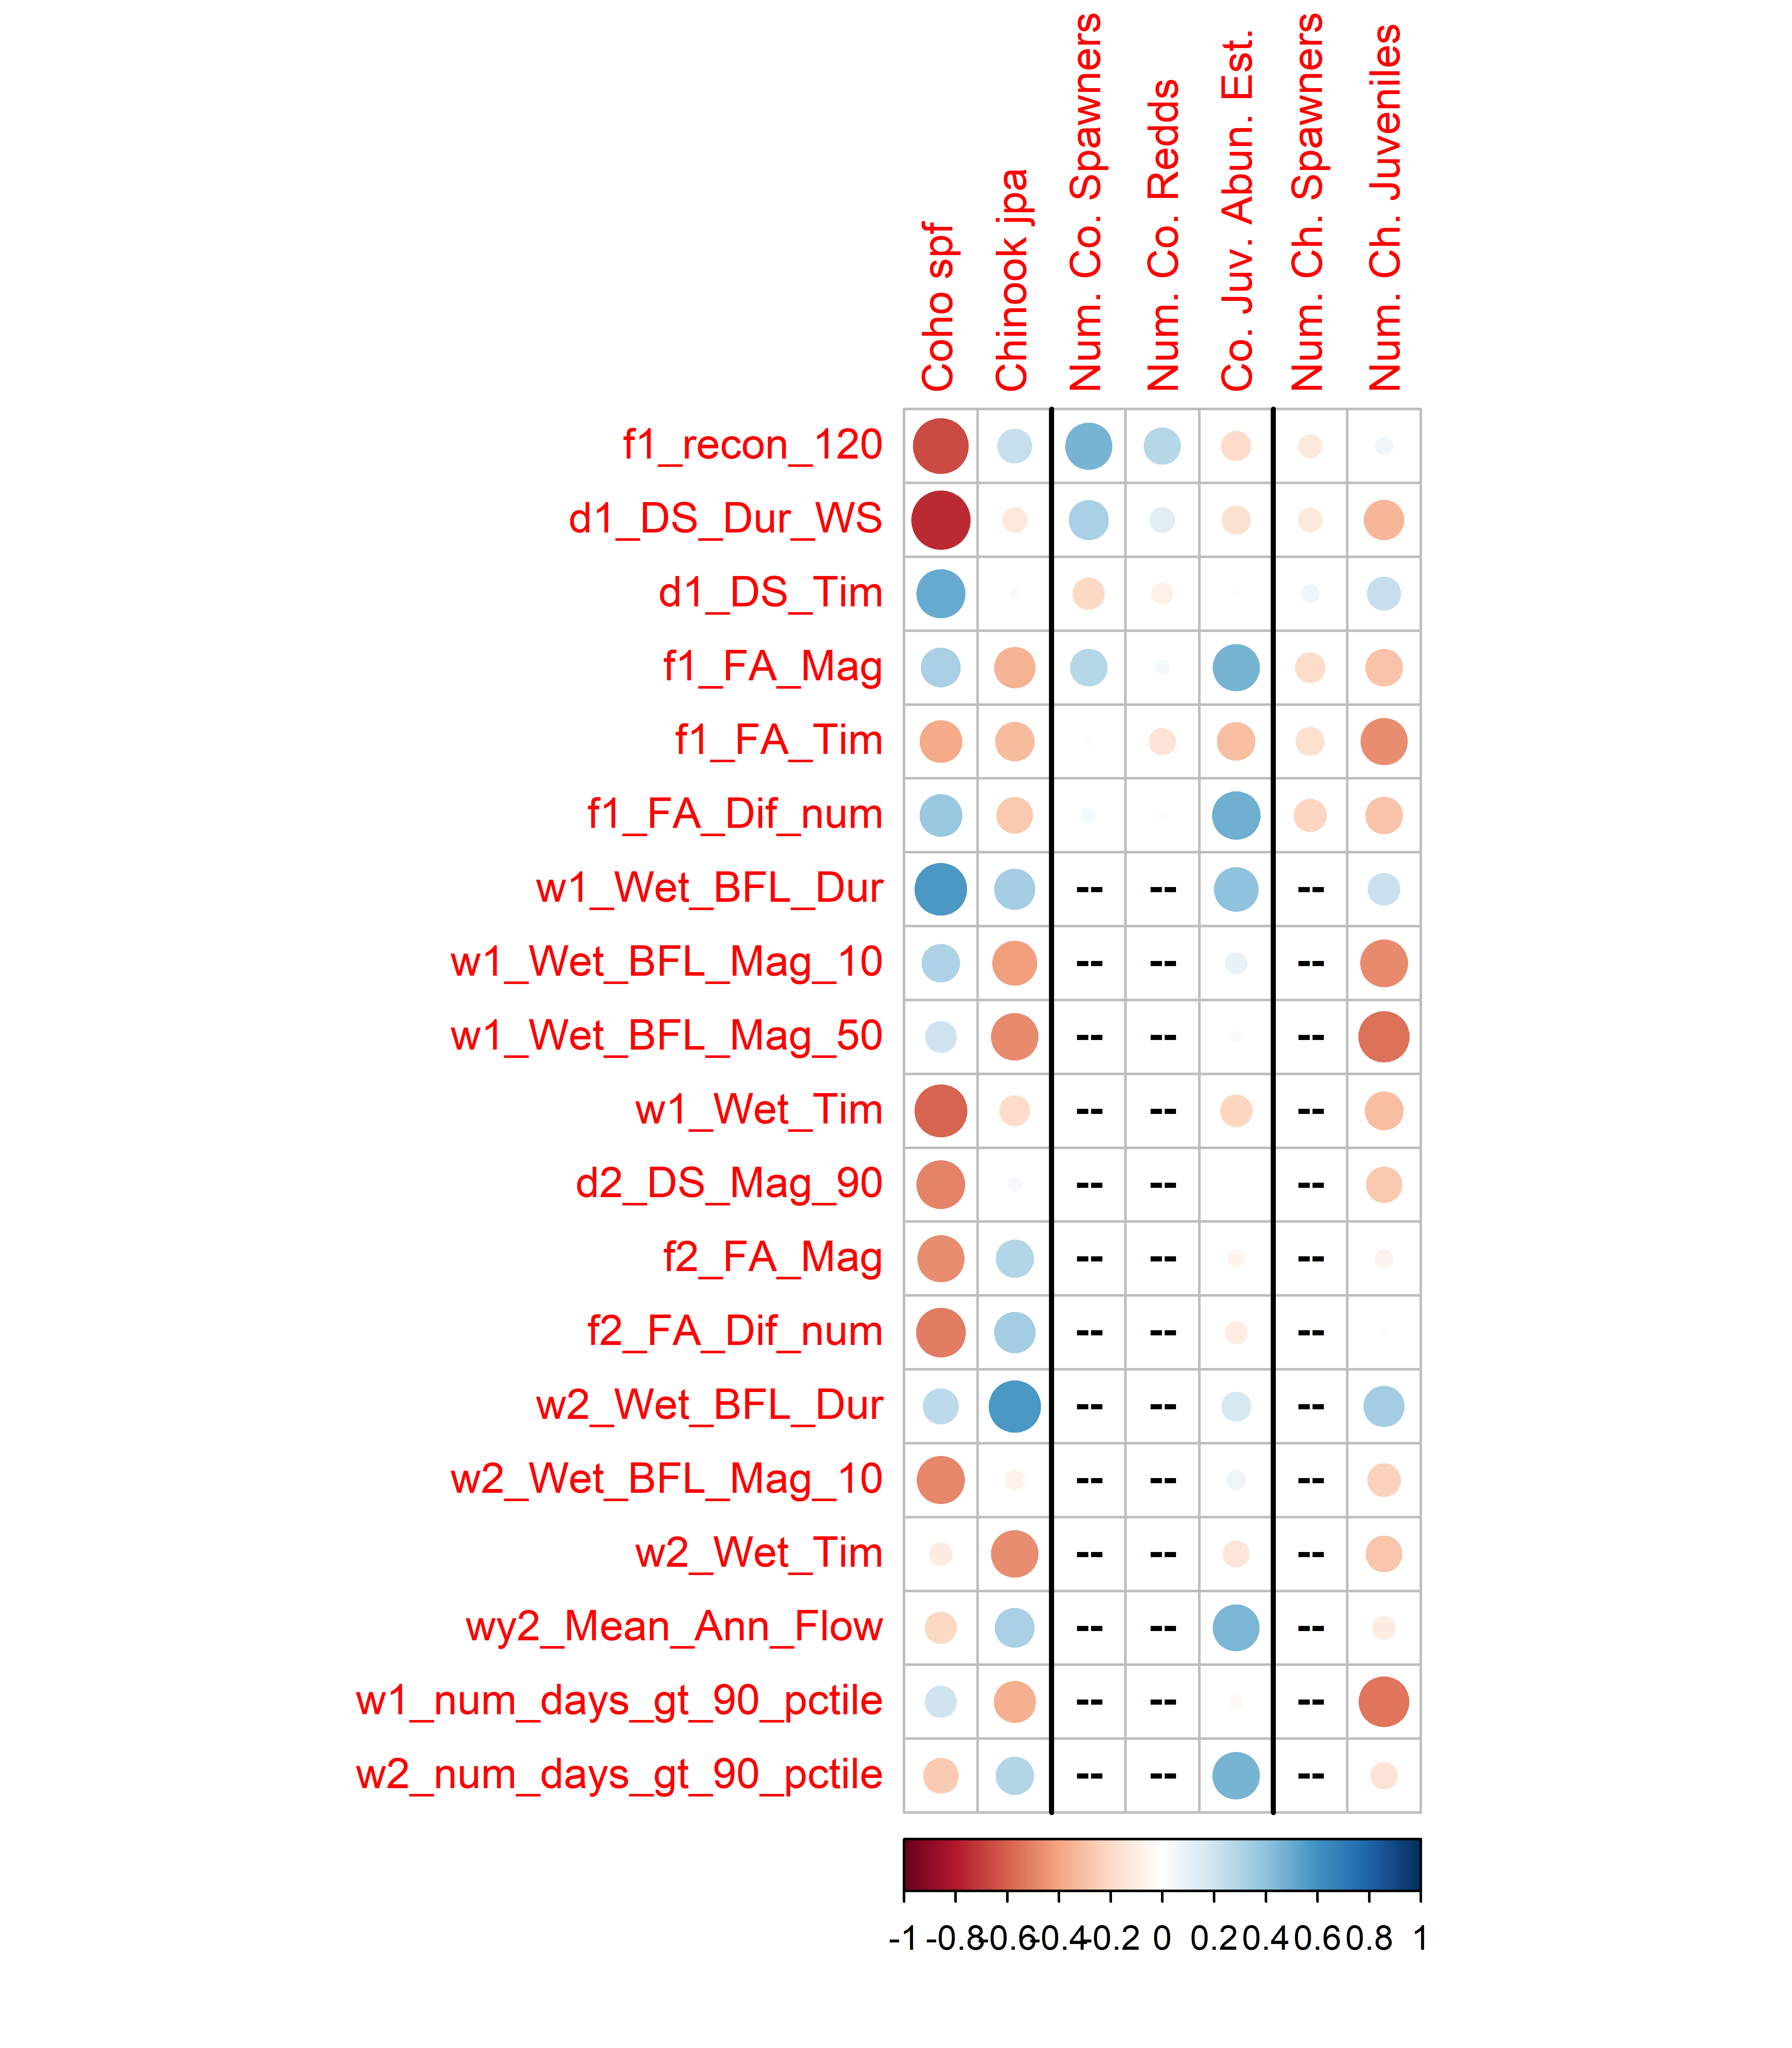 Coho spf
Chinook jpa
Num. Co. Spawners
Num. Co. Redds
Co. Juv. Abun. Est.
Num. Ch. Spawners
Num. Ch. Juveniles
f1_recon_120
d1_DS_Dur_WS
d1_DS_Tim
f1_FA_Mag
f1_FA_Tim
f1_FA_Dif_num
w1_Wet_BFL_Dur -- -- --
w1_Wet_BFL_Mag_10 -- -- --
w1_Wet_BFL_Mag_50 -- -- --
w1_Wet_Tim -- -- --
d2_DS_Mag_90 -- -- --
f2_FA_Mag -- -- --
f2_FA_Dif_num -- -- --
w2_Wet_BFL_Dur -- -- --
w2_Wet_BFL_Mag_10 -- -- --
w2_Wet_Tim -- -- --
wy2_Mean_Ann_Flow -- -- --
w1_num_days_gt_90_pctile -- -- --
w2_num_days_gt_90_pctile -- -- --
-1 -0.8 -0.6 -0.4 -0.2 0 0.2 0.4 0.6 0.8 1